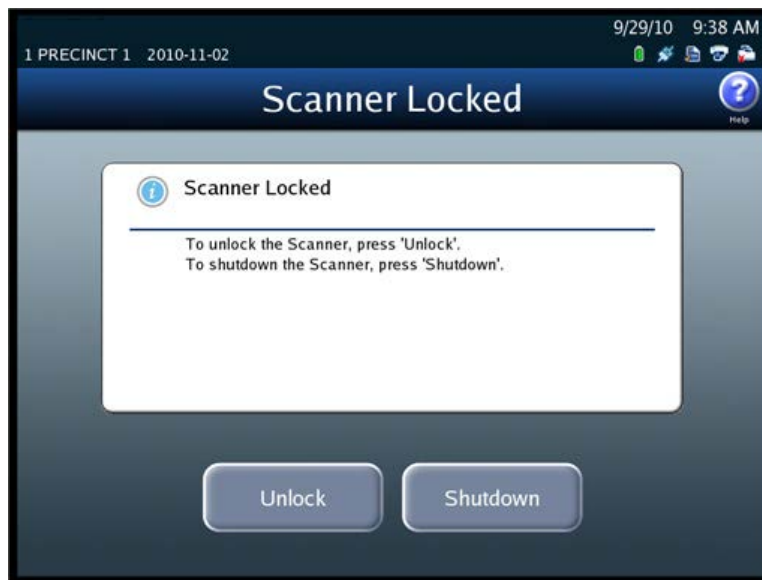 9/29/10 9:38 AM
1 PRECINCT 1 2010-11-02
Scanner Locked
Help
Scanner Locked
To unlock the Scanner, press 'Unlock'.
To shutdown the Scanner, press 'Shutdown'.
Unlock Shutdown